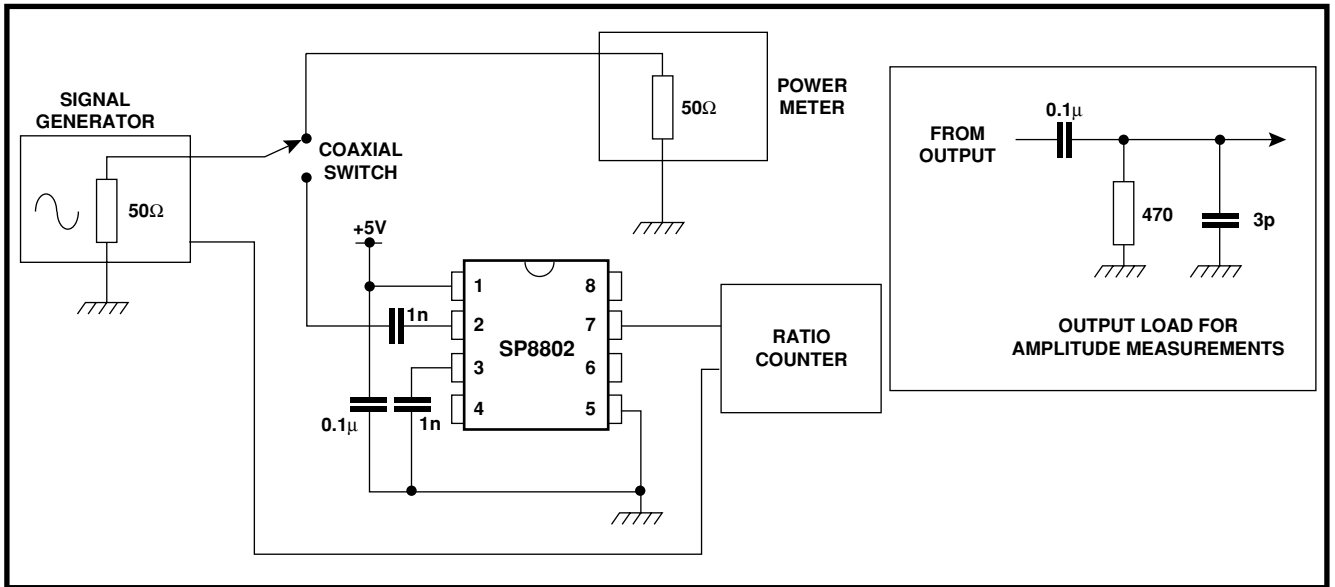 SIGNAL
GENERATOR
50Ω
COAXIAL
SWITCH
50Ω
POWER
METER
+5V
1n
0.1μ
1n
1
2
3
4
8
7
6
5
SP8802
RATIO
COUNTER
FROM
OUTPUT
0.1μ
470
3p
OUTPUT LOAD FOR
AMPLITUDE MEASUREMENTS